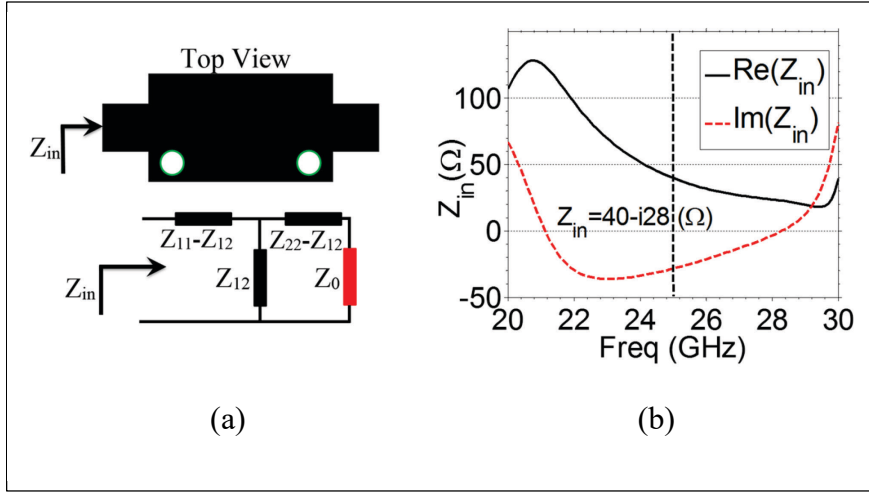 Top View
Zin
Z11-Z12
Z22-Z12
Zin
Z12
Z0
(a)
Re(Zin)
Im(Zin)
Zin(Ω)
100
50
0
-50
Zin=40-i28 (Ω)
20
22
24
26
28
30
Freq (GHz)
(b)